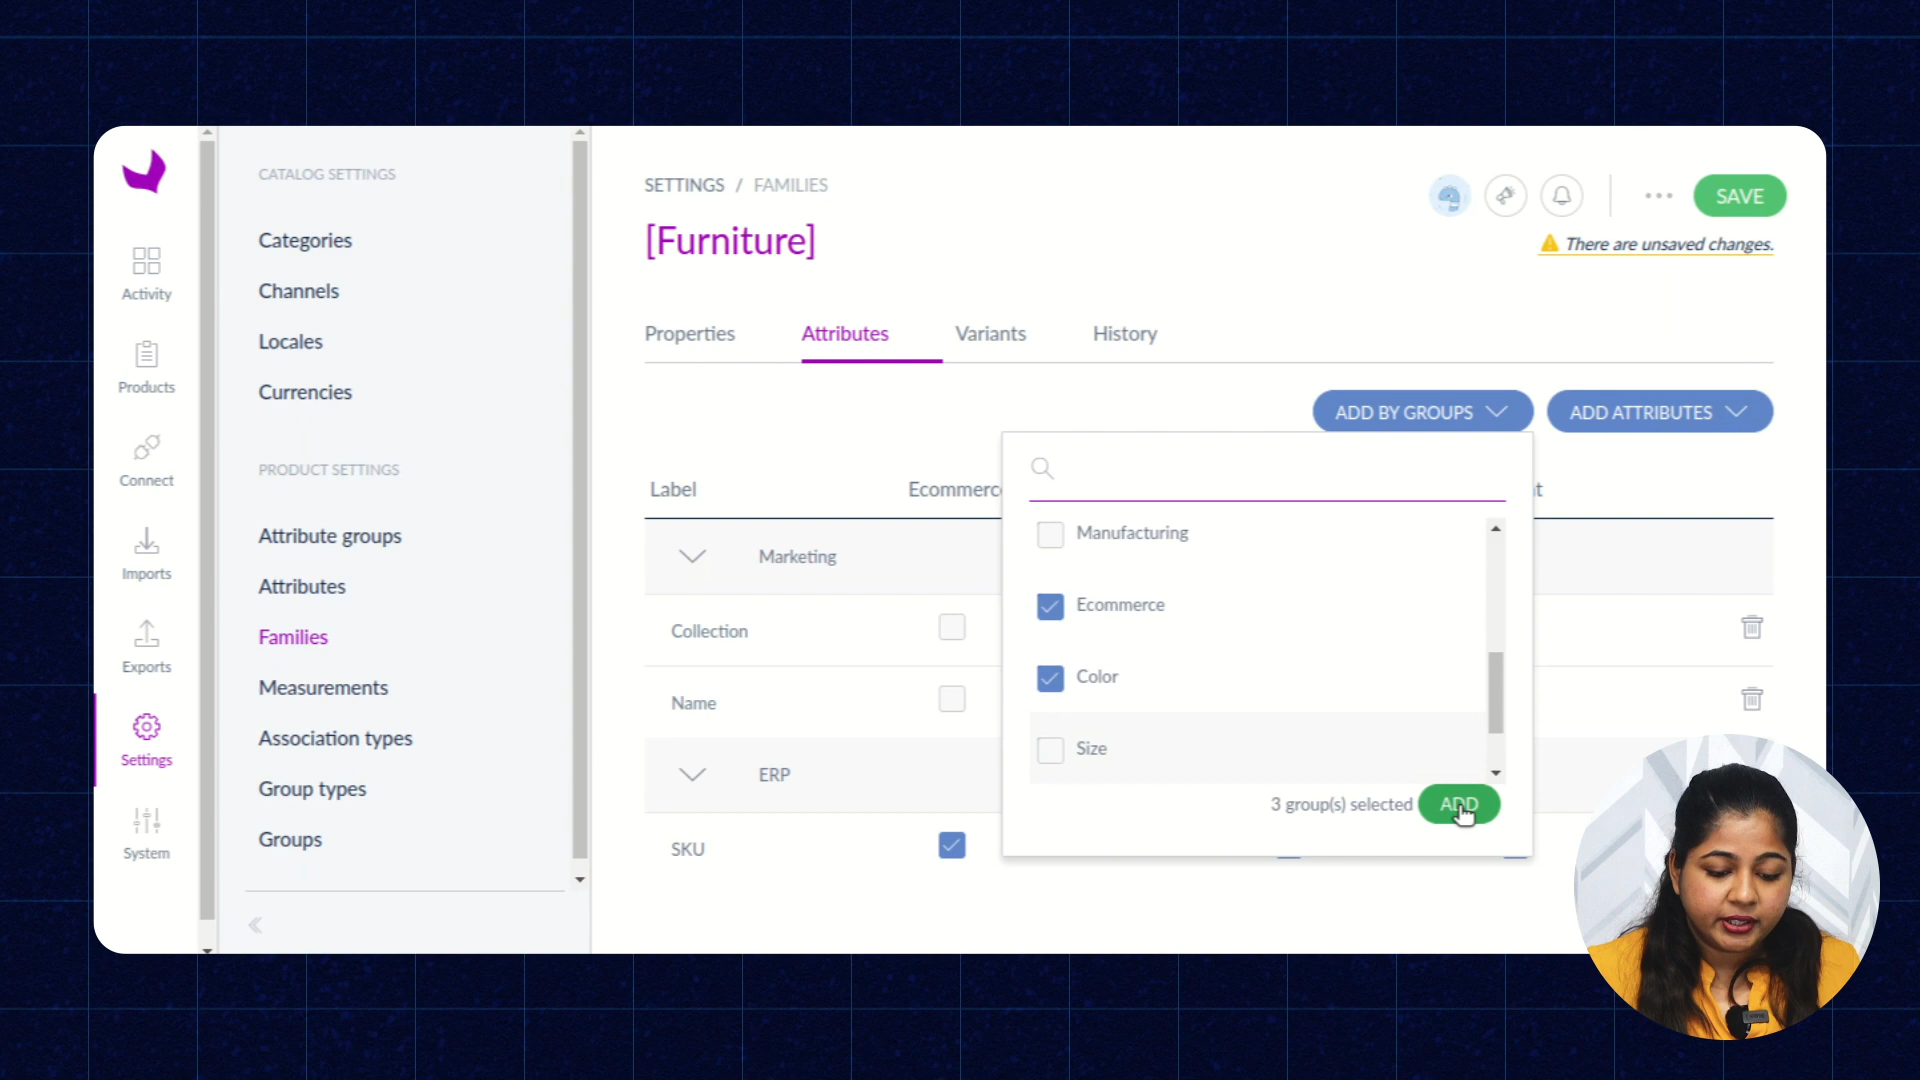 Activity
Products
Connect
Imports
Exports
Settings
System
CATALOG SETTINGS
Categories
Channels
Locales
Currencies
PRODUCT SETTINGS
Attribute groups
Attributes
Families
Measurements
Association types
Group types
Groups
SETTINGS / FAMILIES
SAVE
There are unsaved changes.
[Furniture]
Properties Attributes Variants History
ADD BY GROUPS ADD ATTRIBUTES
Label Ecommerc
Marketing
Collection
Name
ERP
SKU
Manufacturing
Ecommerce
Color
Size
3 group(s) selected ADD